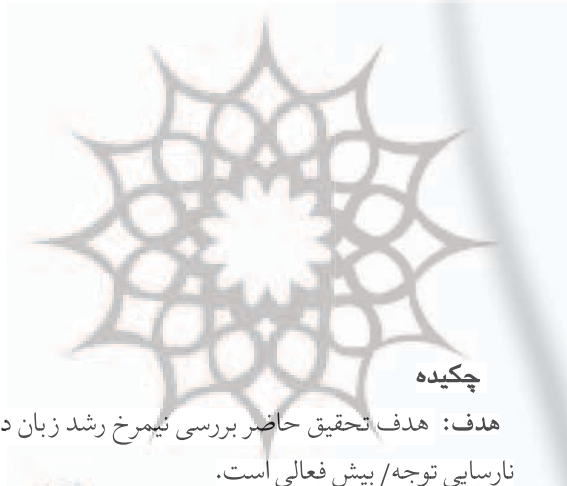 چکیده
هدف: هدف تحقیق حاضر بررسی نیمرخ رشد زبان د
نارسایی توجه/ بیش فعالی است.